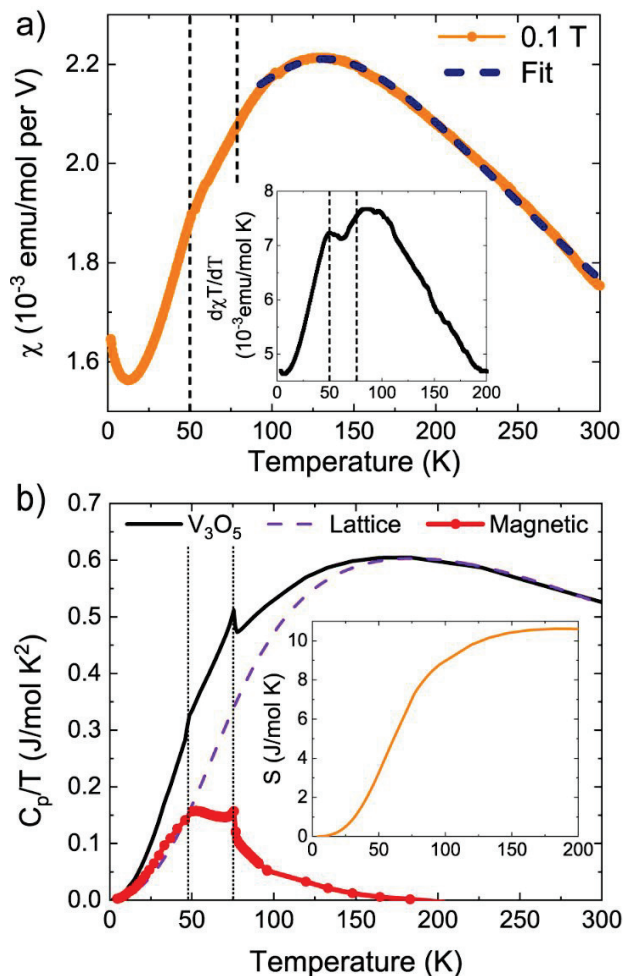 a)
0.1 T
Fit
χ (10⁻³ emu/mol per V)
2.2
2.0
1.8
1.6
dχT/dT
(10⁻³emu/mol K)
8
7
6
5
0 50 100 150 200
0 50 100 150 200 250 300
Temperature (K)
b)
V₃O₅ Lattice Magnetic
Cₚ/T (J/mol K²)
0.7
0.6
0.5
0.4
0.3
0.2
0.1
0.0
S (J/mol K)
10
8
6
4
2
0
0 50 100 150 200
0 50 100 150 200 250 300
Temperature (K)